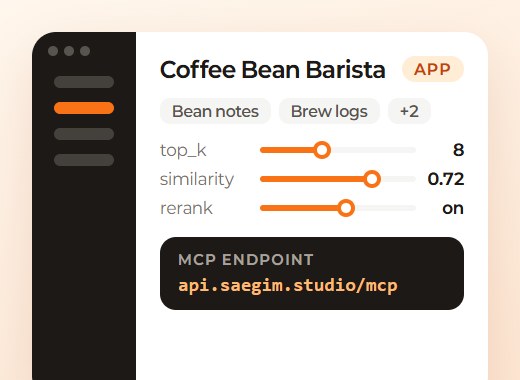 Coffee Bean Barista APP
Bean notes Brew logs +2
top_k 8
similarity 0.72
rerank on
MCP ENDPOINT
api.saegim.studio/mcp